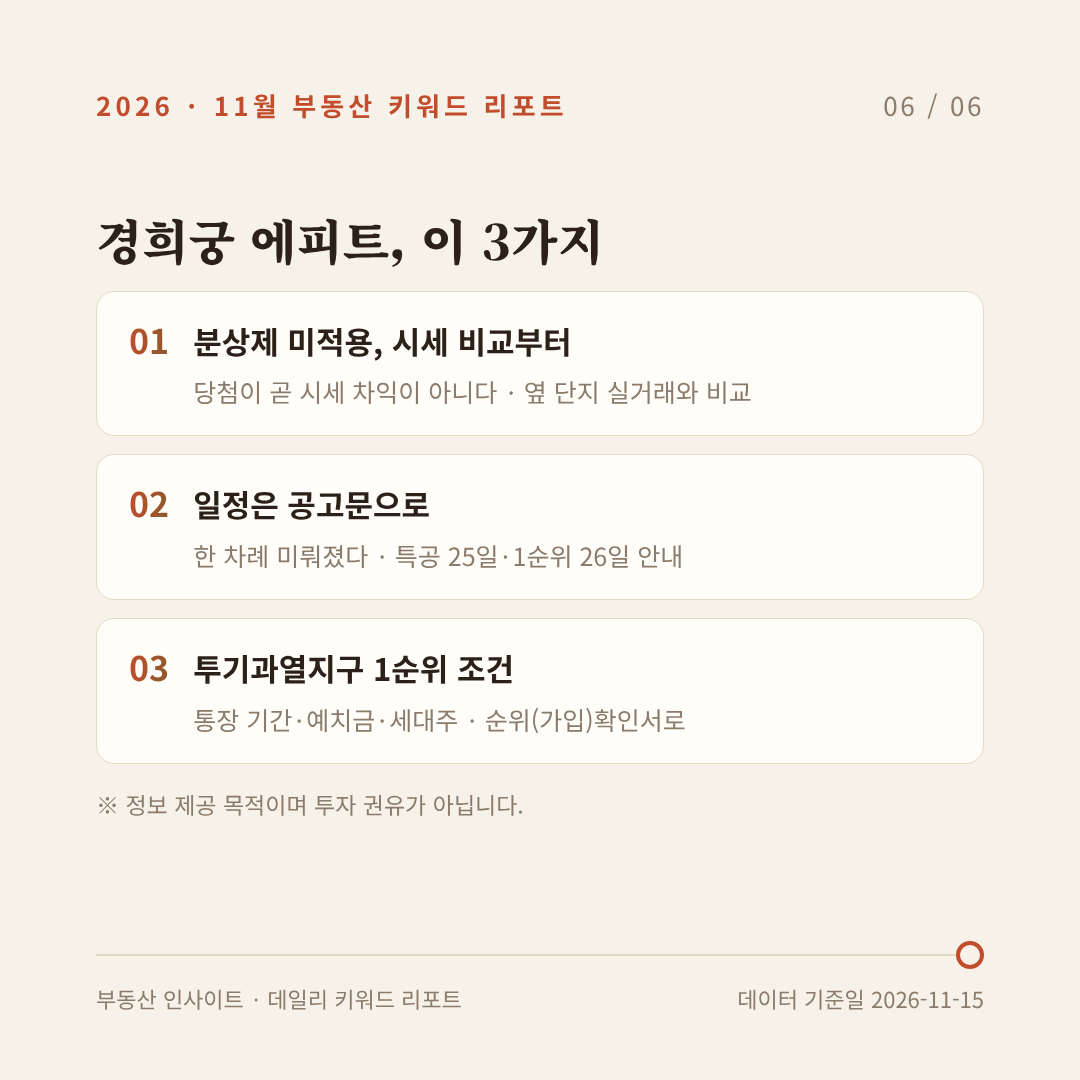 2026 · 11월 부동산 키워드 리포트
06 / 06
경희궁 에피트, 이 3가지
01 분상제 미적용, 시세 비교부터
당첨이 곧 시세 차익이 아니다 · 옆 단지 실거래와 비교
02 일정은 공고문으로
한 차례 미뤄졌다 · 특공 25일·1순위 26일 안내
03 투기과열지구 1순위 조건
통장 기간·예치금·세대주 · 순위(가입)확인서로
※ 정보 제공 목적이며 투자 권유가 아닙니다.
부동산 인사이트 · 데일리 키워드 리포트
데이터 기준일 2026-11-15